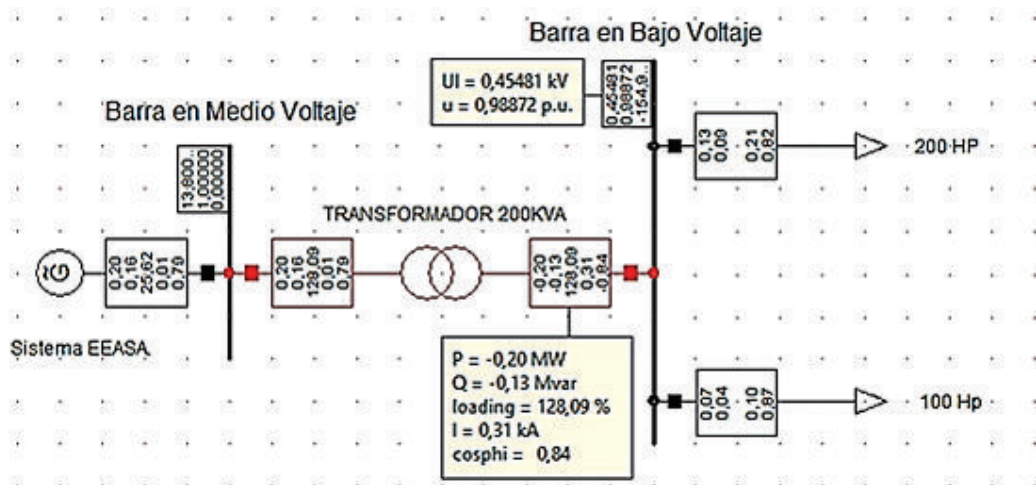 Barra en Bajo Voltaje
Ul = 0,45481 kV
u = 0,98872 p.u.
0,45481
0,98872
-154,9...
Barra en Medio Voltaje
13,800...
1,00000
0,00000
0,13
0,09
0,21
0,82
200 HP
TRANSFORMADOR 200KVA
G~
0,20
0,16
25,62
0,01
0,79
0,20
0,16
128,09
0,01
0,79
-0,20
-0,13
128,09
0,31
-0,84
Sistema EEASA.
P = -0,20 MW
Q = -0,13 Mvar
loading = 128,09 %
I = 0,31 kA
cosphi = 0,84
0,07
0,04
0,10
0,87
100 Hp